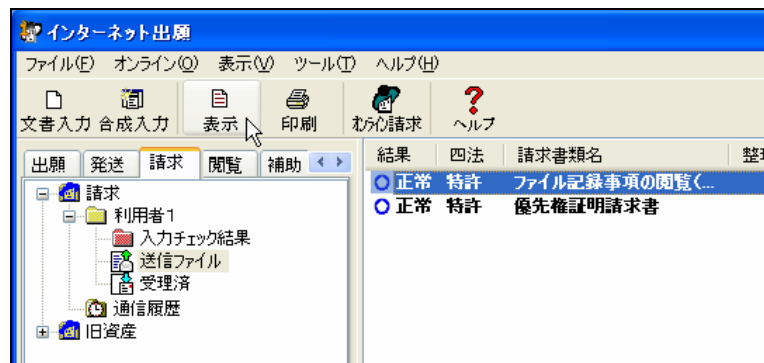 インターネット出願
ファイル(F) オンライン(O) 表示(V) ツール(T) ヘルプ(H)
文書入力 合成入力 表示 印刷 オンライン請求 ヘルプ
出願 発送 請求 閲覧 補助
請求
利用者1
入力チェック結果
送信ファイル
受理済
通信履歴
旧資産
結果 四法 請求書類名 整理
正常 特許 ファイル記録事項の閲覧(...
正常 特許 優先権証明請求書